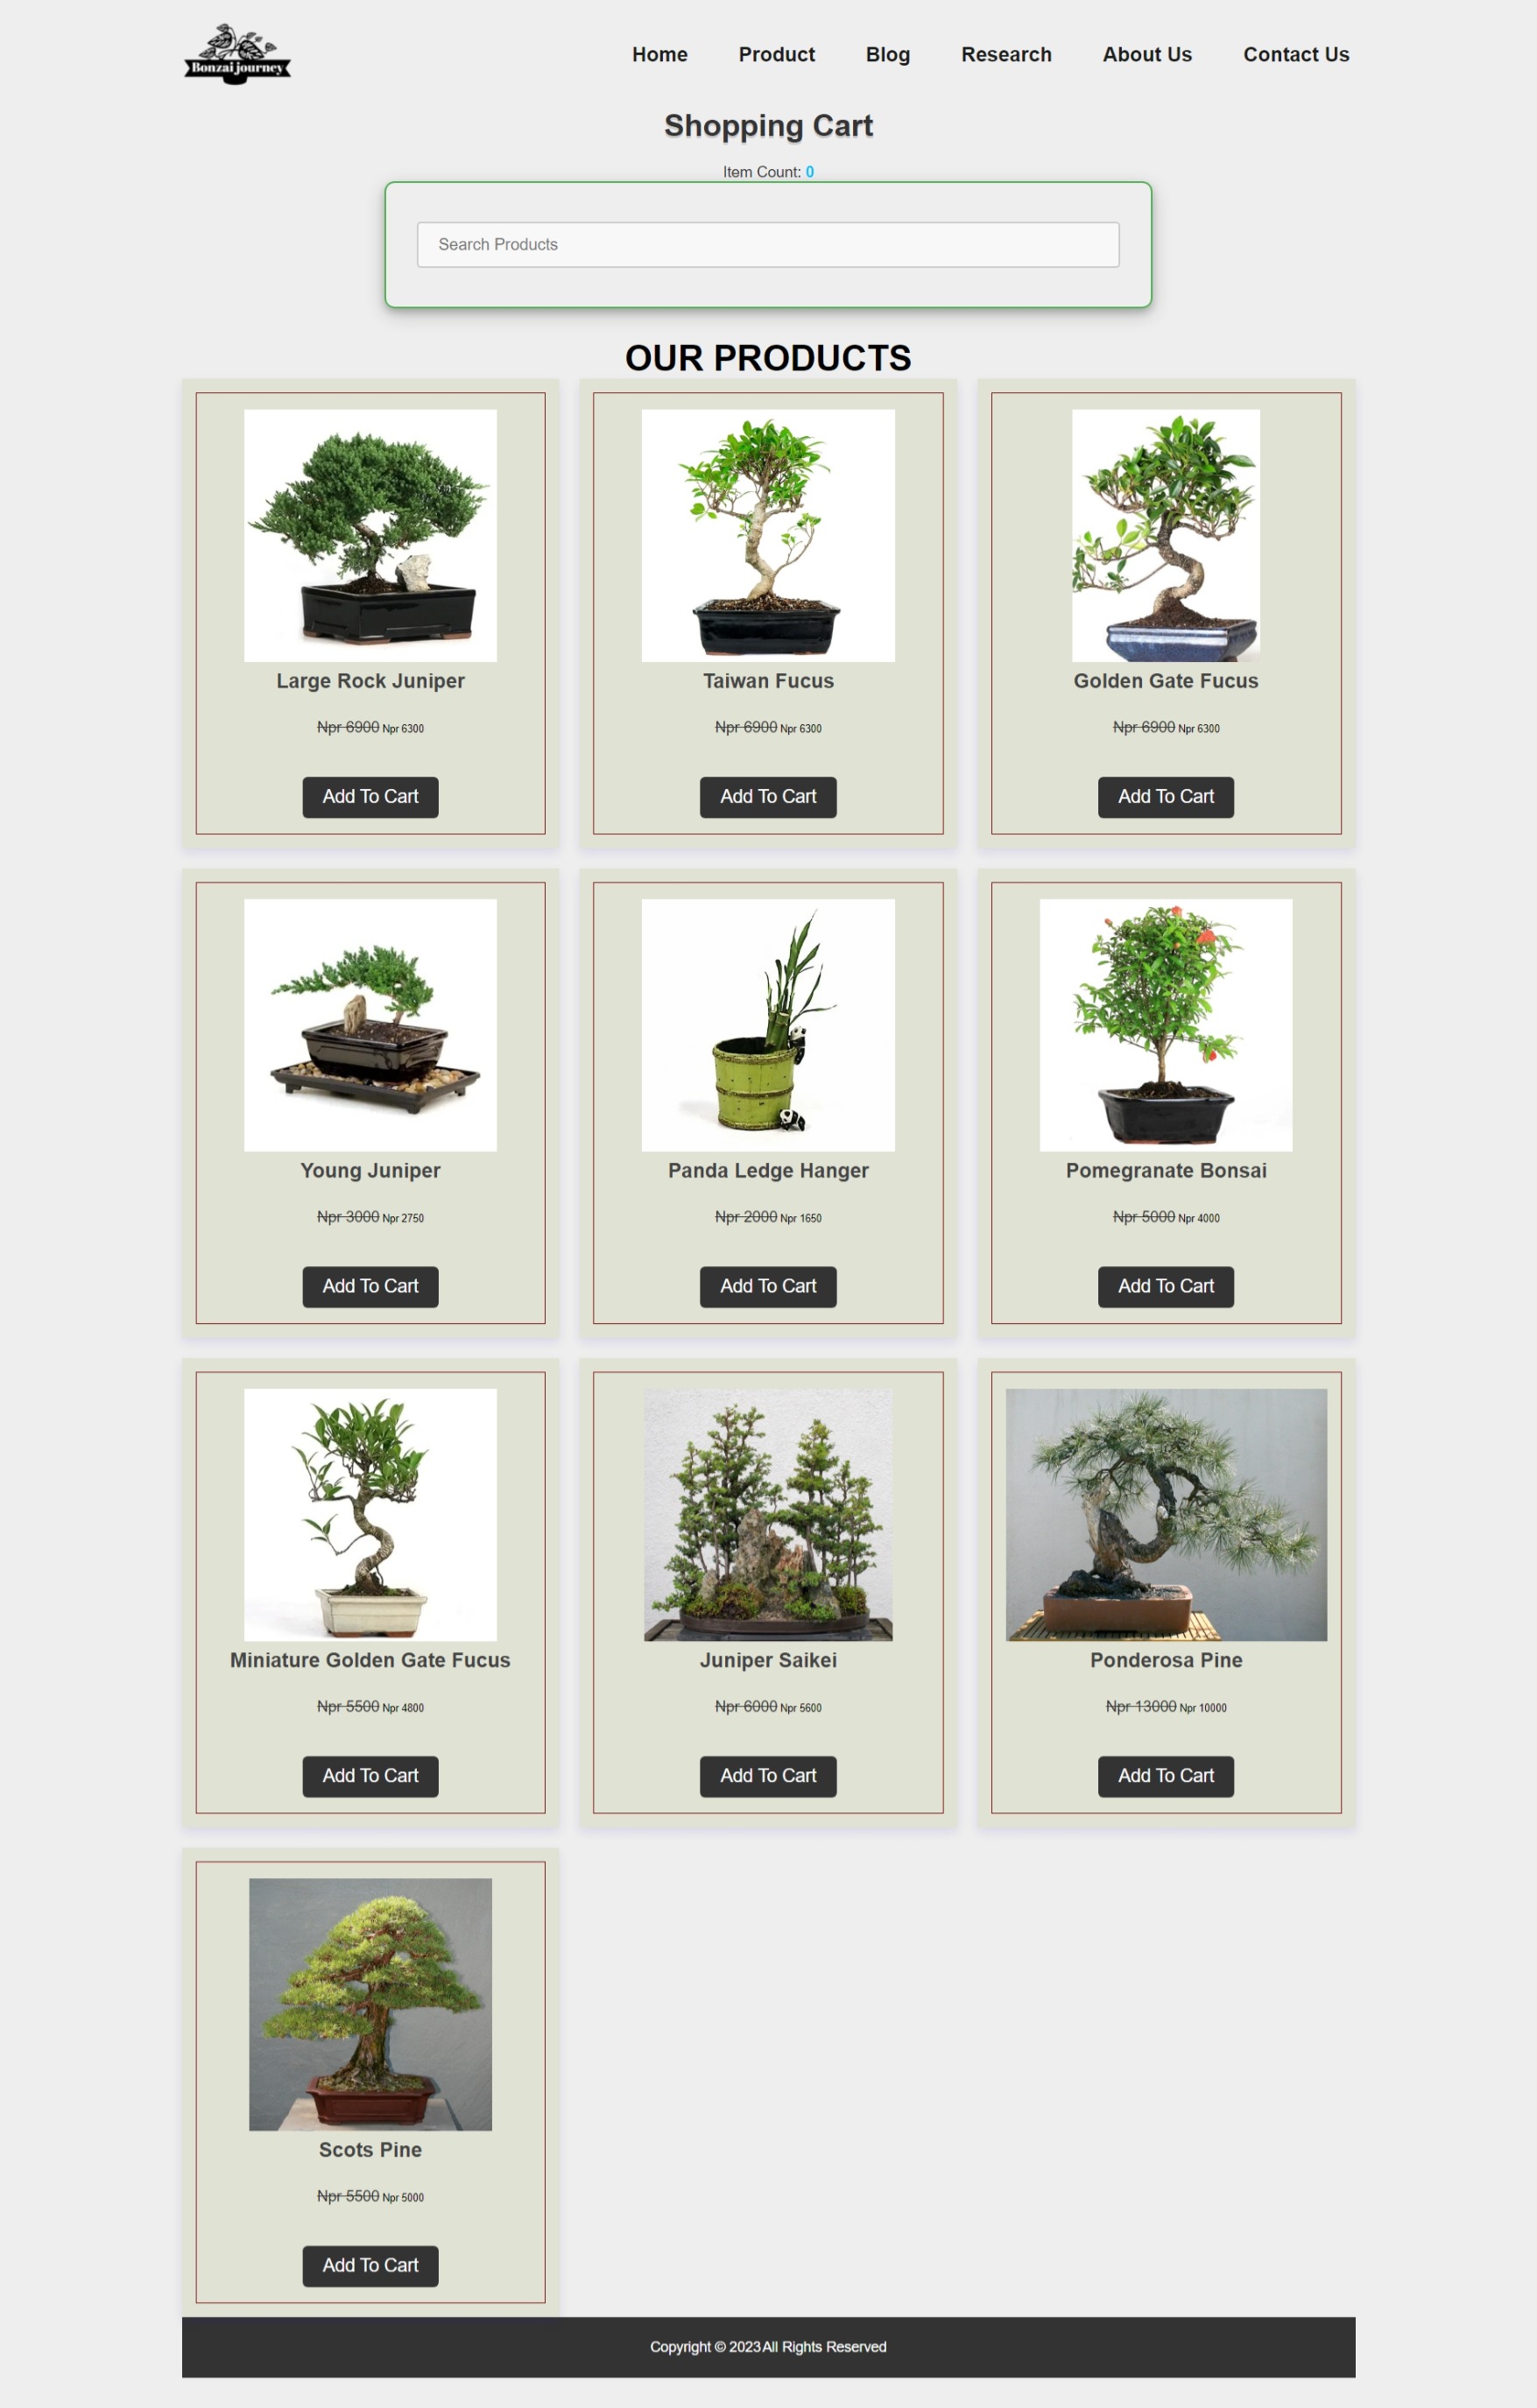 Bonzai journey
Home Product Blog Research About Us Contact Us
Shopping Cart
Item Count: 0
Search Products
OUR PRODUCTS
Large Rock Juniper
Npr 6900 Npr 6300
Add To Cart
Taiwan Fucus
Npr 6900 Npr 6300
Add To Cart
Golden Gate Fucus
Npr 6900 Npr 6300
Add To Cart
Young Juniper
Npr 3000 Npr 2750
Add To Cart
Panda Ledge Hanger
Npr 2000 Npr 1650
Add To Cart
Pomegranate Bonsai
Npr 5000 Npr 4000
Add To Cart
Miniature Golden Gate Fucus
Npr 5500 Npr 4800
Add To Cart
Juniper Saikei
Npr 6000 Npr 5600
Add To Cart
Ponderosa Pine
Npr 13000 Npr 10000
Add To Cart
Scots Pine
Npr 5500 Npr 5000
Add To Cart
Copyright © 2023 All Rights Reserved